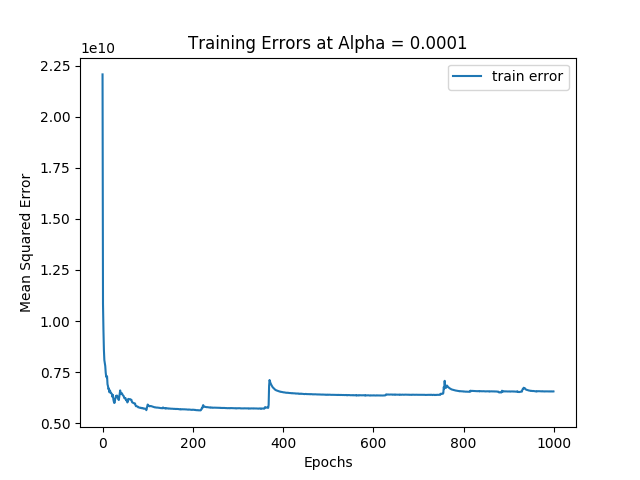 Training Errors at Alpha = 0.0001
1e10
train error
2.25
2.00
1.75
1.50
1.25
1.00
0.75
0.50
Mean Squared Error
0 200 400 600 800 1000
Epochs